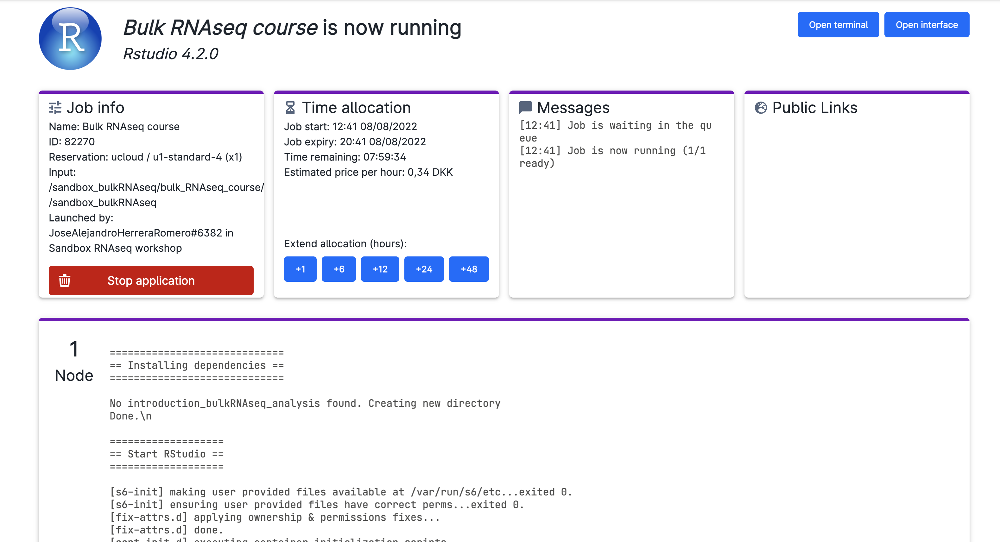 R
Bulk RNAseq course is now running
Rstudio 4.2.0
Open terminal
Open interface
Job info
Name: Bulk RNAseq course
ID: 82270
Reservation: ucloud / u1-standard-4 (x1)
Input:
/sandbox_bulkRNAseq/bulk_RNAseq_course/
/sandbox_bulkRNAseq
Launched by:
JoseAlejandroHerreraRomero#6382 in
Sandbox RNAseq workshop
Stop application
Time allocation
Job start: 12:41 08/08/2022
Job expiry: 20:41 08/08/2022
Time remaining: 07:59:34
Estimated price per hour: 0,34 DKK
Extend allocation (hours):
+1
+6
+12
+24
+48
Messages
[12:41] Job is waiting in the qu
eue
[12:41] Job is now running (1/1
ready)
Public Links
1
Node
=============================
== Installing dependencies ==
=============================
No introduction_bulkRNAseq_analysis found. Creating new directory
Done.\n
===================
== Start RStudio ==
===================
[s6-init] making user provided files available at /var/run/s6/etc...exited 0.
[s6-init] ensuring user provided files have correct perms...exited 0.
[fix-attrs.d] applying ownership & permissions fixes...
[fix-attrs.d] done.
[cont-init.d] executing container initialization scripts